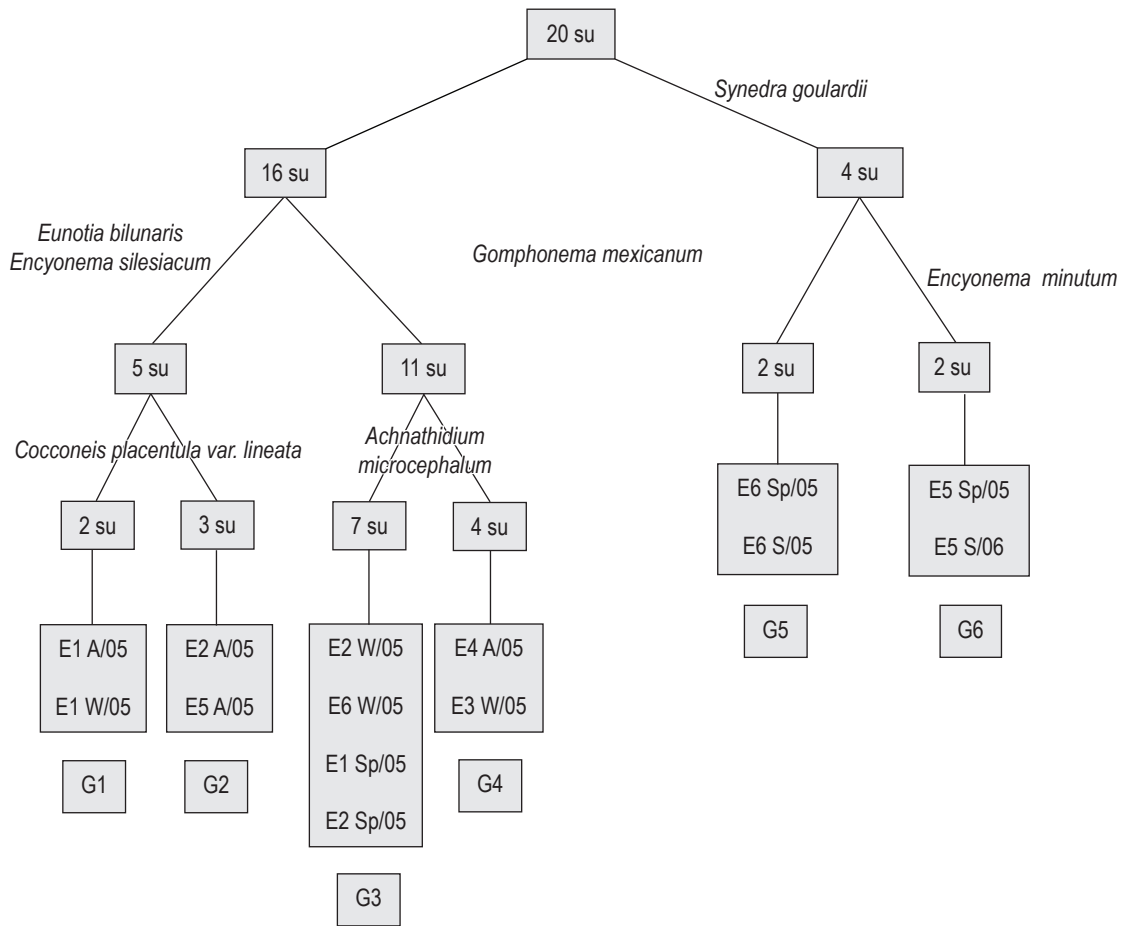 20 su
Synedra goulardii
16 su
4 su
Eunotia bilunaris
Encyonema silesiacum
Gomphonema mexicanum
Encyonema minutum
5 su
11 su
2 su
2 su
Cocconeis placentula var. lineata
Achnathidium
microcephalum
2 su
3 su
7 su
4 su
E6 Sp/05
E6 S/05
E5 Sp/05
E5 S/06
G5
G6
E1 A/05
E1 W/05
E2 A/05
E5 A/05
E2 W/05
E6 W/05
E1 Sp/05
E2 Sp/05
E4 A/05
E3 W/05
G1
G2
G4
G3